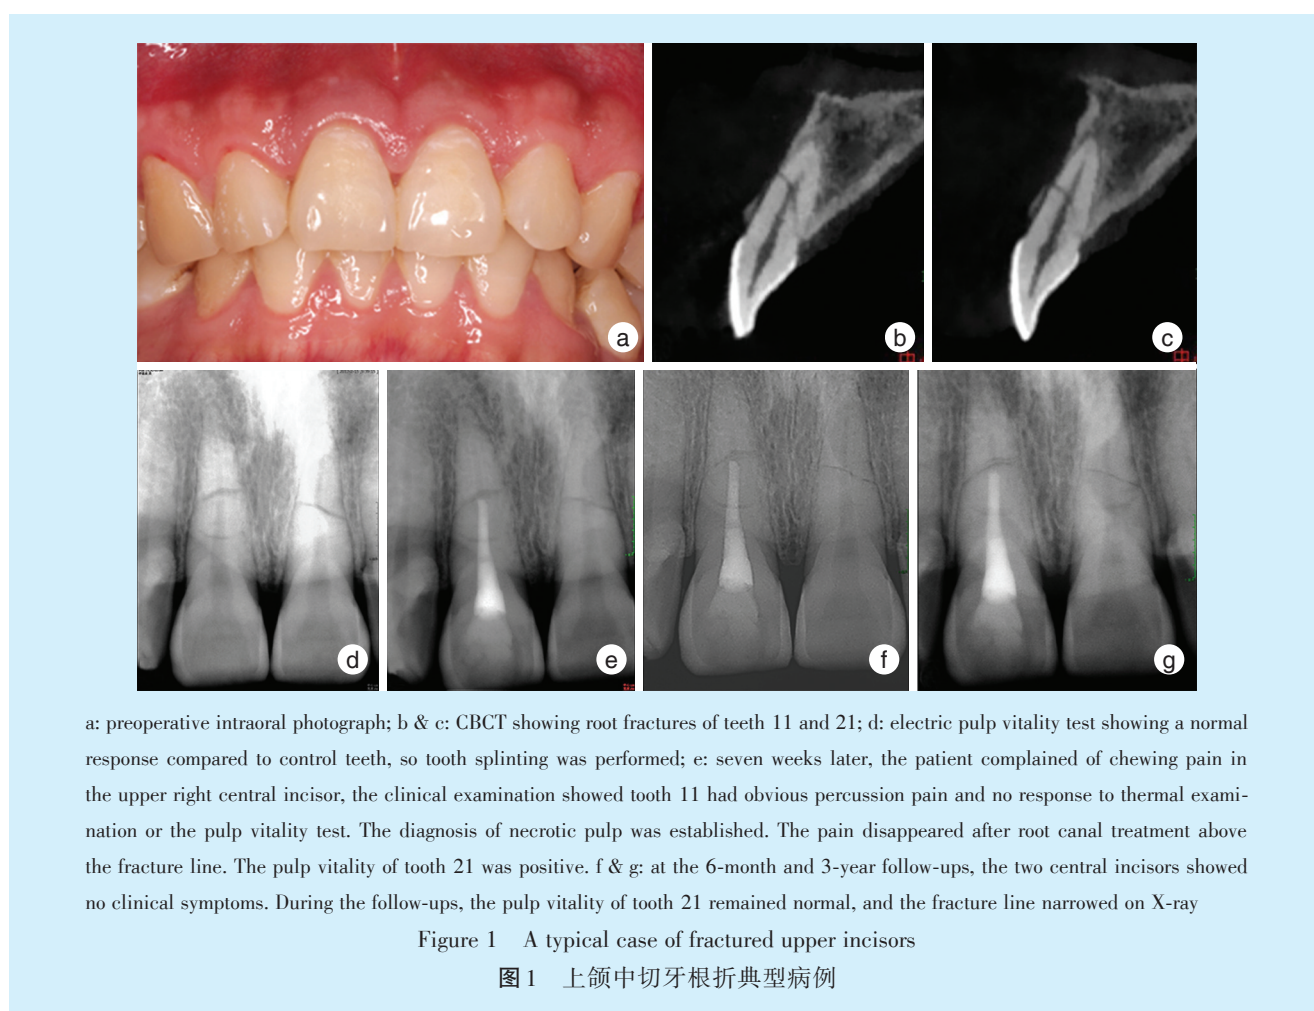 a
b
c
中
中
d
e
f
g
a: preoperative intraoral photograph; b & c: CBCT showing root fractures of teeth 11 and 21; d: electric pulp vitality test showing a normal
response compared to control teeth, so tooth splinting was performed; e: seven weeks later, the patient complained of chewing pain in
the upper right central incisor, the clinical examination showed tooth 11 had obvious percussion pain and no response to thermal exami-
nation or the pulp vitality test. The diagnosis of necrotic pulp was established. The pain disappeared after root canal treatment above
the fracture line. The pulp vitality of tooth 21 was positive. f & g: at the 6-month and 3-year follow-ups, the two central incisors showed
no clinical symptoms. During the follow-ups, the pulp vitality of tooth 21 remained normal, and the fracture line narrowed on X-ray
Figure 1 A typical case of fractured upper incisors
图 1 上颌中切牙根折典型病例